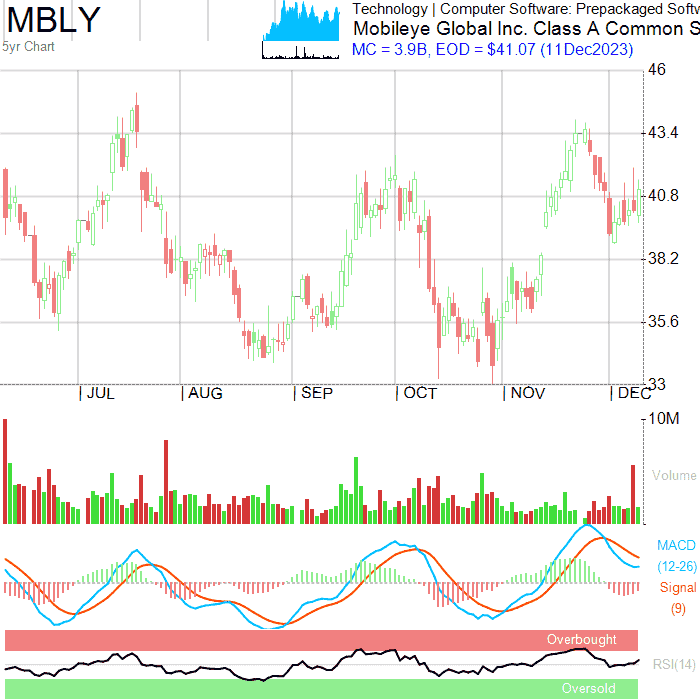 MBLY
5yr Chart
Technology | Computer Software: Prepackaged Softw
Mobileye Global Inc. Class A Common S
MC = 3.9B, EOD = $41.07 (11Dec2023)
46
43.4
40.8
38.2
35.6
33
JUL AUG SEP OCT NOV DEC
10M
Volume
MACD
(12-26)
Signal
(9)
Overbought
RSI(14)
Oversold